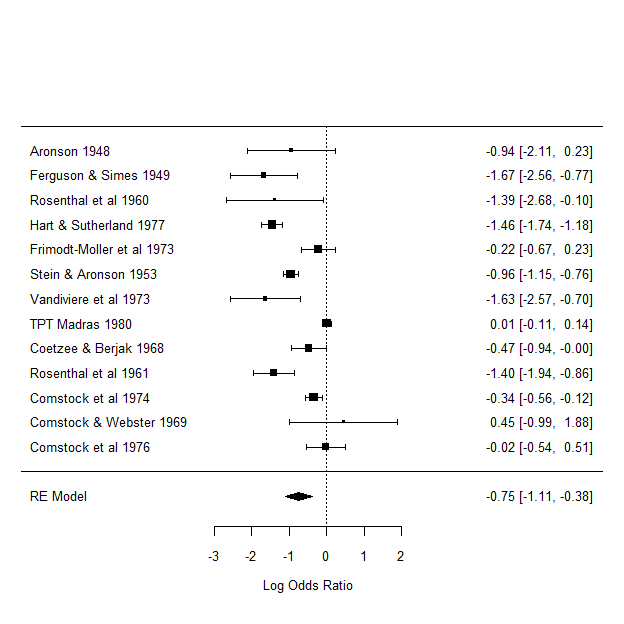 Aronson 1948 -0.94 [-2.11, 0.23]
Ferguson & Simes 1949 -1.67 [-2.56, -0.77]
Rosenthal et al 1960 -1.39 [-2.68, -0.10]
Hart & Sutherland 1977 -1.46 [-1.74, -1.18]
Frimodt-Moller et al 1973 -0.22 [-0.67, 0.23]
Stein & Aronson 1953 -0.96 [-1.15, -0.76]
Vandiviere et al 1973 -1.63 [-2.57, -0.70]
TPT Madras 1980 0.01 [-0.11, 0.14]
Coetzee & Berjak 1968 -0.47 [-0.94, -0.00]
Rosenthal et al 1961 -1.40 [-1.94, -0.86]
Comstock et al 1974 -0.34 [-0.56, -0.12]
Comstock & Webster 1969 0.45 [-0.99, 1.88]
Comstock et al 1976 -0.02 [-0.54, 0.51]
RE Model -0.75 [-1.11, -0.38]
-3 -2 -1 0 1 2
Log Odds Ratio